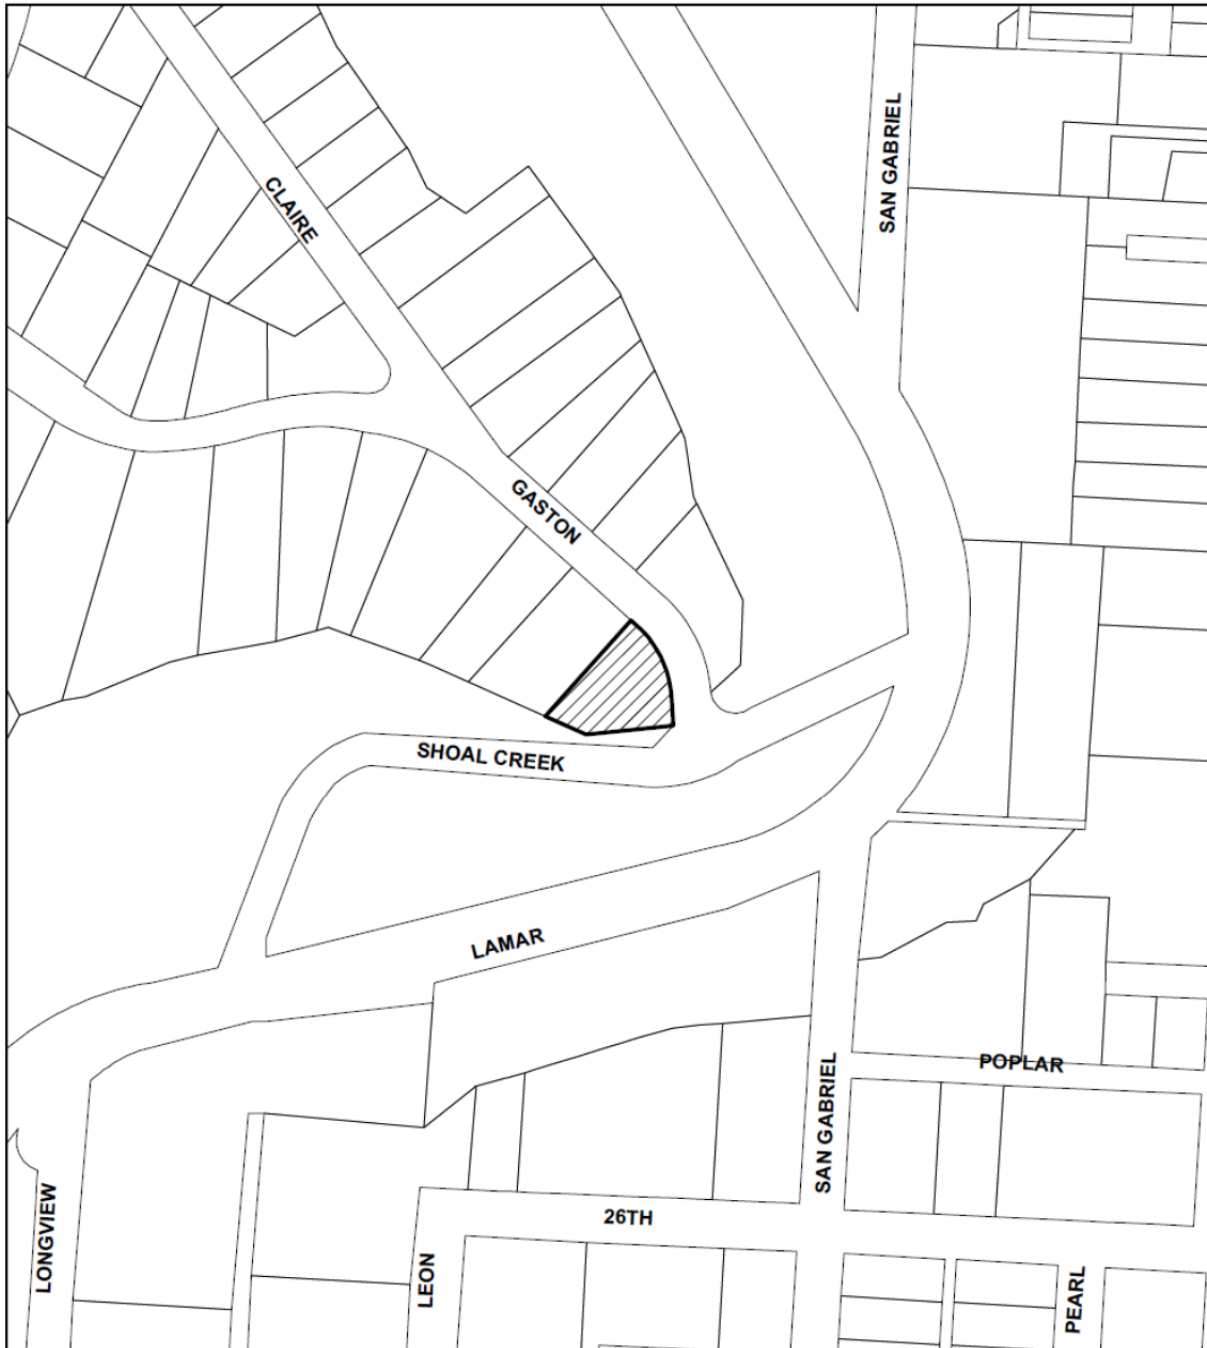 SAN GABRIEL
CLAIRE
GASTON
SHOAL CREEK
LAMAR
POPLAR
SAN GABRIEL
LONGVIEW
26TH
LEON
PEARL